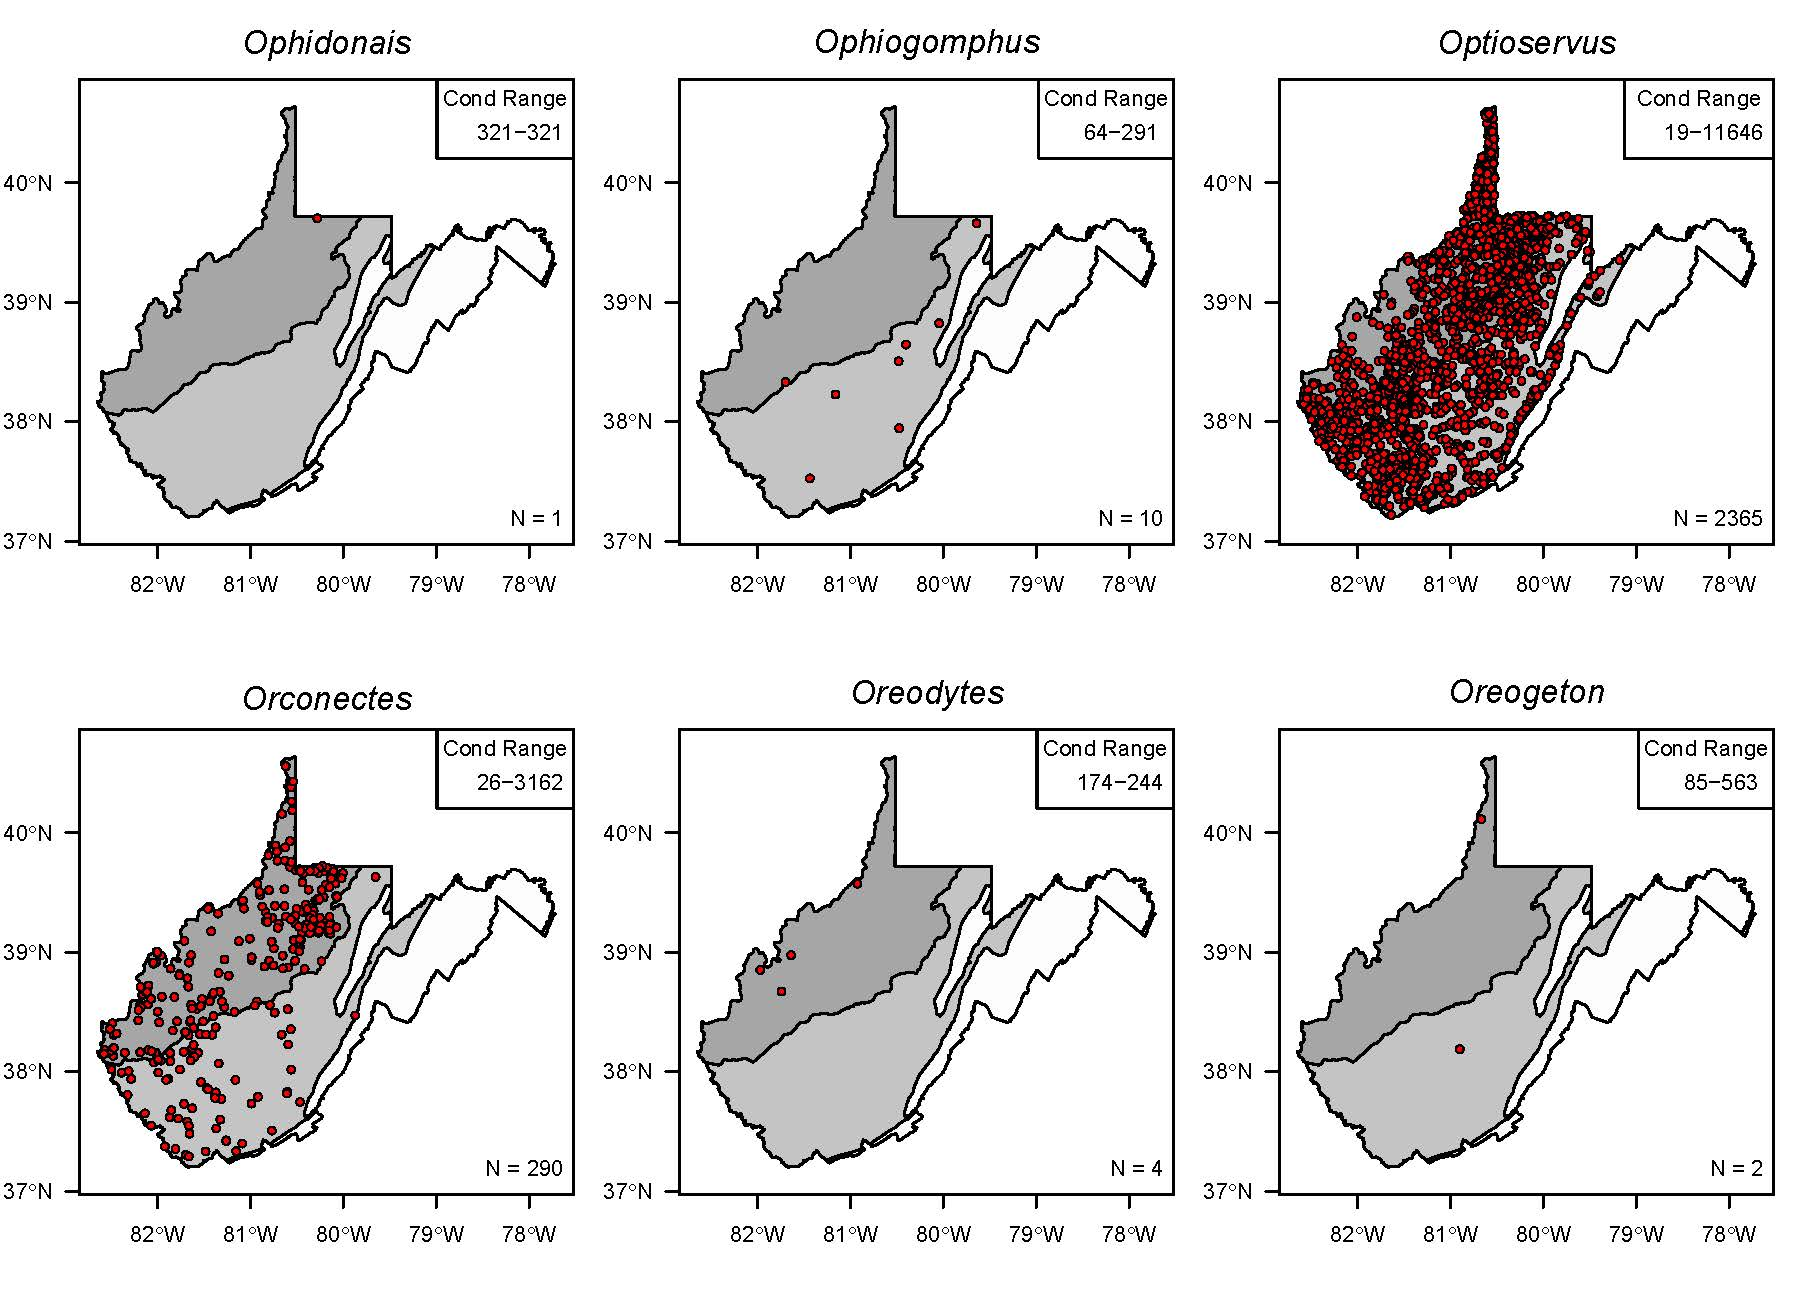 Ophidonais
Ophiogomphus
Optioservus
Cond Range
321−321
40°N
39°N
38°N
37°N
N = 1
82°W 81°W 80°W 79°W 78°W
Cond Range
64−291
40°N
39°N
38°N
37°N
N = 10
82°W 81°W 80°W 79°W 78°W
Cond Range
19−11646
40°N
39°N
38°N
37°N
N = 2365
82°W 81°W 80°W 79°W 78°W
Orconectes
Oreodytes
Oreogeton
Cond Range
26−3162
40°N
39°N
38°N
37°N
N = 290
82°W 81°W 80°W 79°W 78°W
Cond Range
174−244
40°N
39°N
38°N
37°N
N = 4
82°W 81°W 80°W 79°W 78°W
Cond Range
85−563
40°N
39°N
38°N
37°N
N = 2
82°W 81°W 80°W 79°W 78°W